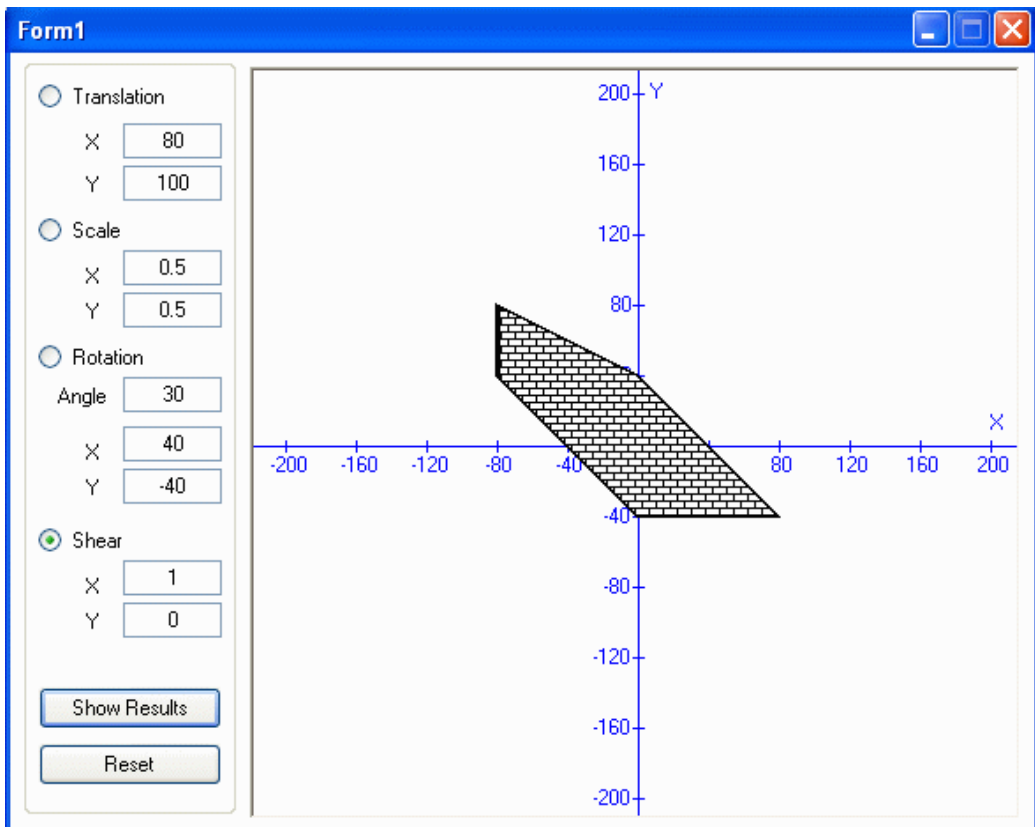 Form1
Translation
X 80
Y 100
Scale
X 0.5
Y 0.5
Rotation
Angle 30
X 40
Y -40
Shear
X 1
Y 0
Show Results
Reset
200 Y
160
120
80
X
-200 -160 -120 -80 -40 80 120 160 200
-40
-80
-120
-160
-200